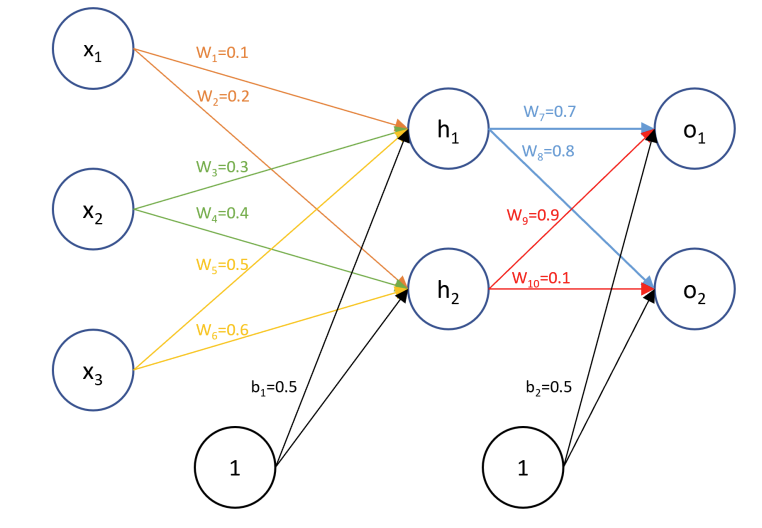 x₁
W₁=0.1
W₂=0.2
h₁
W₇=0.7
o₁
W₈=0.8
W₃=0.3
x₂
W₄=0.4
W₉=0.9
W₅=0.5
h₂
W₁₀=0.1
o₂
W₆=0.6
x₃
b₁=0.5
b₂=0.5
1
1